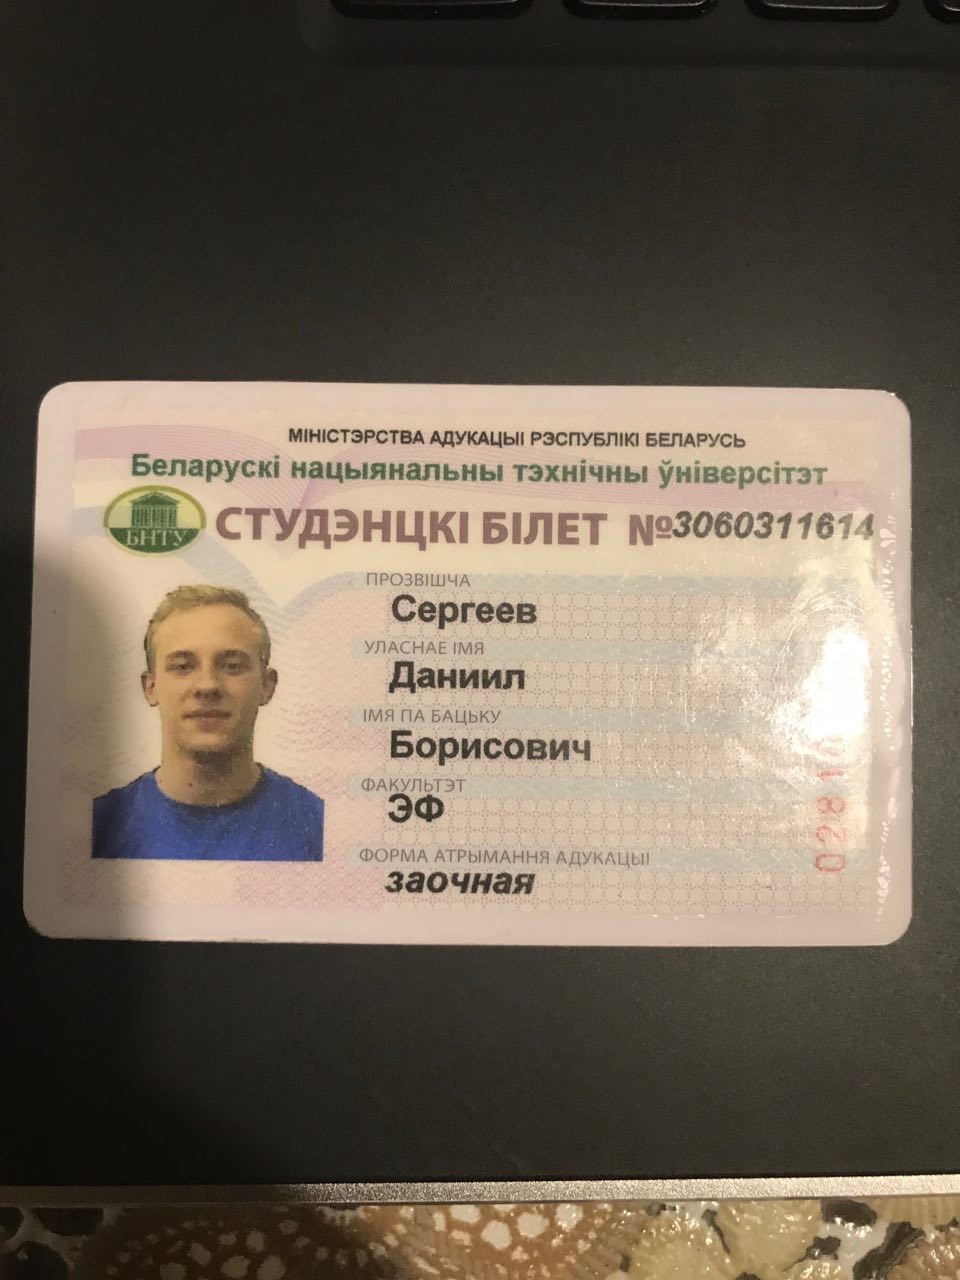 МІНІСТЭРСТВА АДУКАЦЫІ РЭСПУБЛІКІ БЕЛАРУСЬ
Беларускі нацыянальны тэхнічны ўніверсітэт
БНТУ
СТУДЭНЦКІ БІЛЕТ №3060311614
ПРОЗВІШЧА
Сергеев
УЛАСНАЕ ІМЯ
Даниил
ІМЯ ПА БАЦЬКУ
Борисович
ФАКУЛЬТЭТ
ЭФ
ФОРМА АТРЫМАННЯ АДУКАЦЫІ
заочная